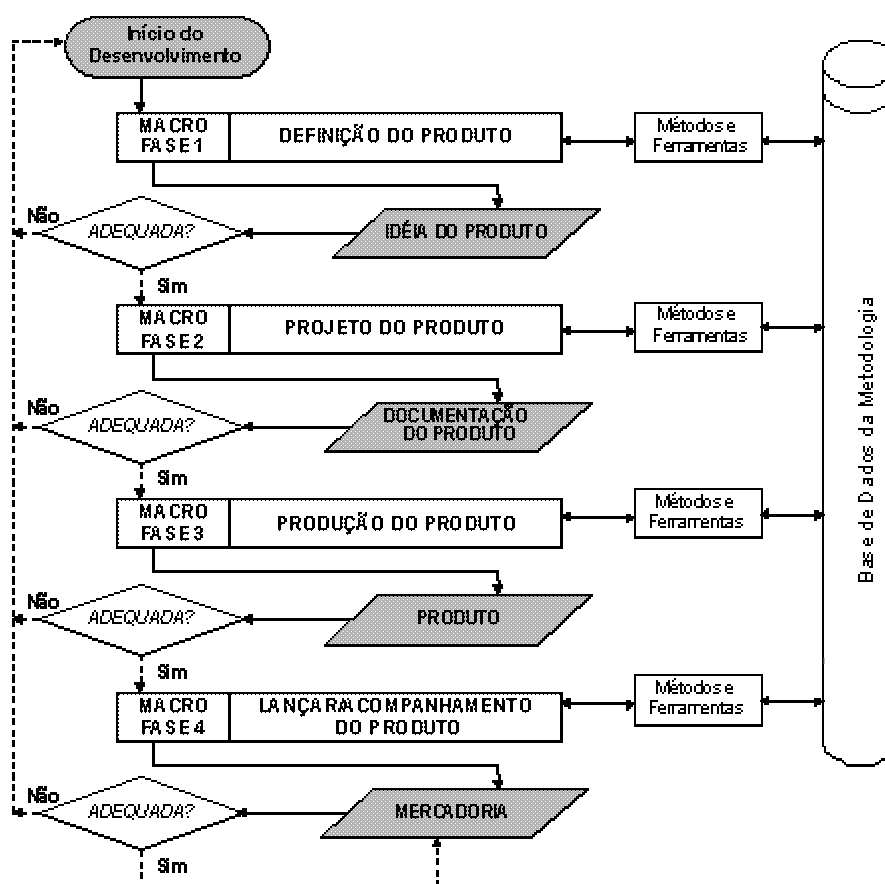 Início do
Desenvolvimento
MACRO
FASE 1
DEFINIÇÃO DO PRODUTO
Métodos e
Ferramentas
Não
ADEQUADA?
IDÉIA DO PRODUTO
Sim
MACRO
FASE 2
PROJETO DO PRODUTO
Métodos e
Ferramentas
Não
ADEQUADA?
DOCUMENTAÇÃO
DO PRODUTO
Sim
MACRO
FASE 3
PRODUÇÃO DO PRODUTO
Métodos e
Ferramentas
Não
ADEQUADA?
PRODUTO
Sim
MACRO
FASE 4
LANÇAR/ACOMPANHAMENTO
DO PRODUTO
Métodos e
Ferramentas
Não
ADEQUADA?
MERCADORIA
Sim
Base de Dados da Metodologia